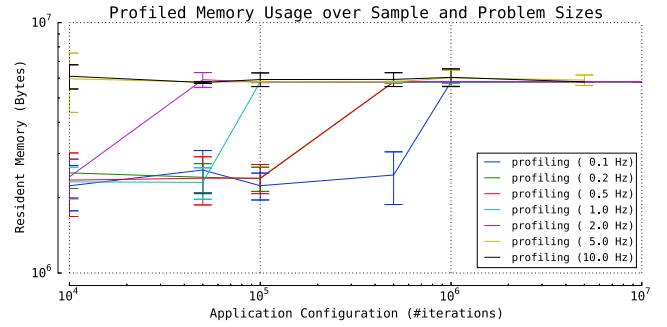 Profiled Memory Usage over Sample and Problem Sizes
10^7
Resident Memory (Bytes)
10^6
profiling ( 0.1 Hz)
profiling ( 0.2 Hz)
profiling ( 0.5 Hz)
profiling ( 1.0 Hz)
profiling ( 2.0 Hz)
profiling ( 5.0 Hz)
profiling (10.0 Hz)
10^4 10^5 10^6 10^7
Application Configuration (#iterations)